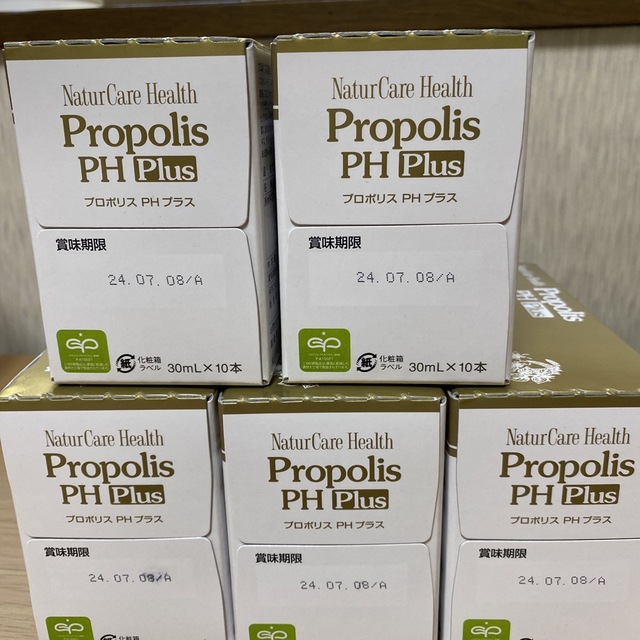 NaturCare Health
Propolis
PH Plus
プロポリス PHプラス
賞味期限
24.07.08/A
GP
紙
化粧箱
ラベル
30mL×10本
NaturCare Health
Propolis
PH Plus
プロポリス PHプラス
賞味期限
24.07.08/A
GP
紙
化粧箱
ラベル
30mL×10本
Propolis
PH Plus
NaturCare Health
Propolis
PH Plus
プロポリス PHプラス
賞味期限
24.07.08/A
GP
化粧箱
NaturCare Health
Propolis
PH Plus
プロポリス PHプラス
賞味期限
24.07.08/A
NaturCare Health
Propolis
PH Plus
プロポリス PHプラス
賞味期限
24.07.08/A